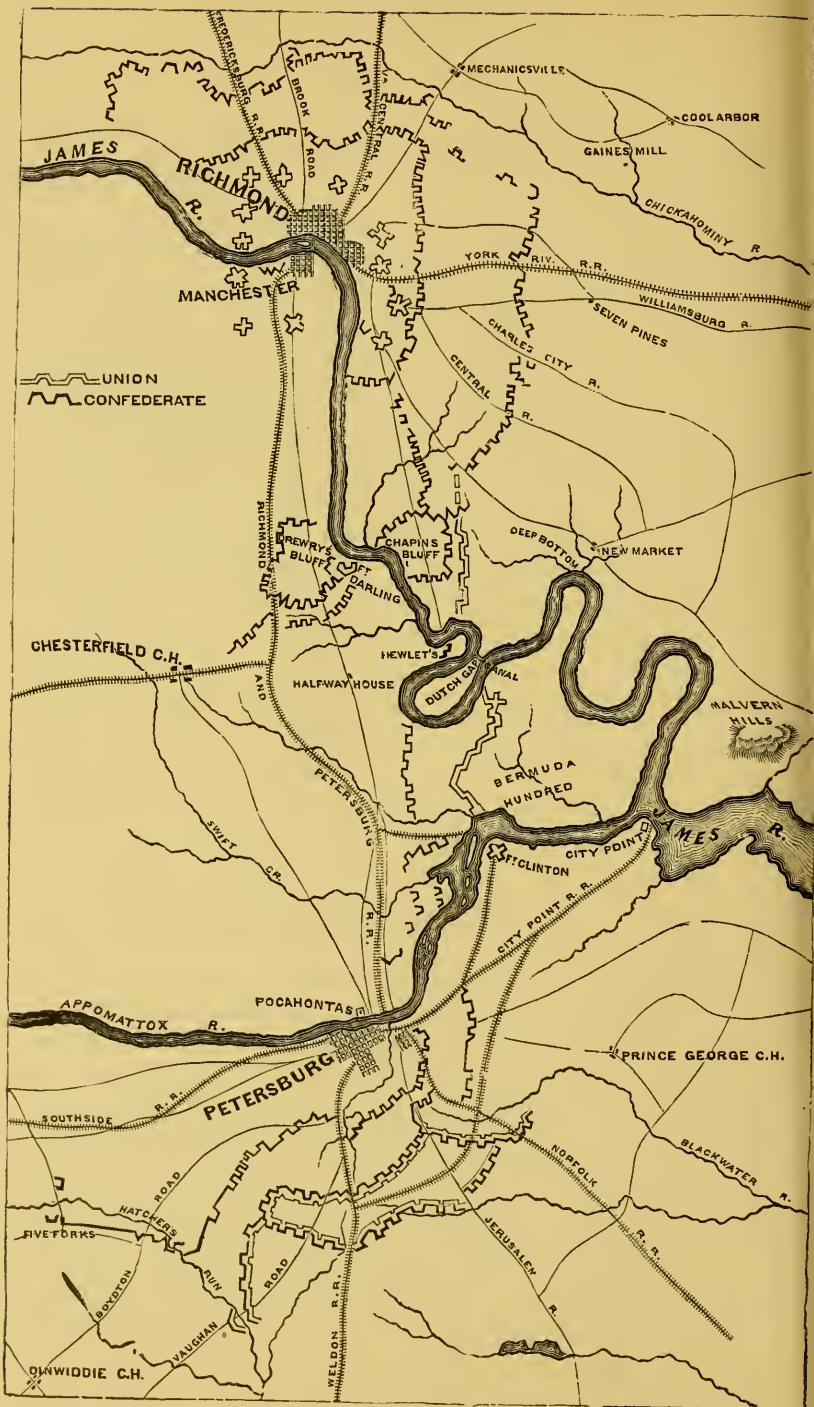 FREDERICKSBURG R.R.
BROOK ROAD
VA. CENTRAL R.R.
MECHANICSVILLE
COOL ARBOR
GAINES MILL
JAMES R.
RICHMOND
CHICKAHOMINY R
YORK RIV. R.R.
MANCHESTER
WILLIAMSBURG R.
SEVEN PINES
CHARLES CITY R.
CENTRAL R.
UNION
CONFEDERATE
RICHMOND AND PETERSBURG R.R.
DREWRYS BLUFF
FT DARLING
CHAPINS BLUFF
DEEP BOTTOM
NEW MARKET
CHESTERFIELD C.H.
HEWLET'S
HALFWAY HOUSE
DUTCH GAP CANAL
MALVERN HILLS
BERMUDA HUNDRED
SWIFT CR.
JAMES R.
CITY POINT
FT CLINTON
CITY POINT R.R.
POCAHONTAS
APPOMATTOX R.
PETERSBURG
PRINCE GEORGE C.H.
SOUTHSIDE R.R.
BLACKWATER R.
NORFOLK R.R.
HATCHERS RUN
FIVE FORKS
BOYDTON ROAD
VAUGHAN ROAD
JERUSALEM R.
WELDON R.R.
DINWIDDIE C.H.